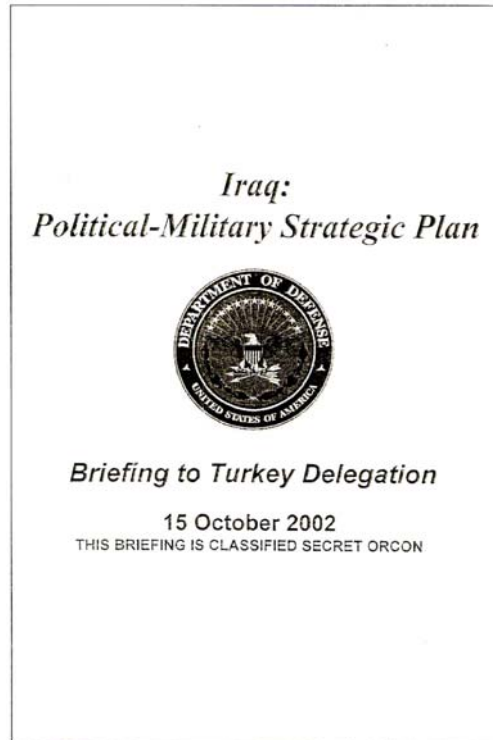 Iraq:
Political-Military Strategic Plan
DEPARTMENT OF DEFENSE
UNITED STATES OF AMERICA
Briefing to Turkey Delegation
15 October 2002
THIS BRIEFING IS CLASSIFIED SECRET ORCON